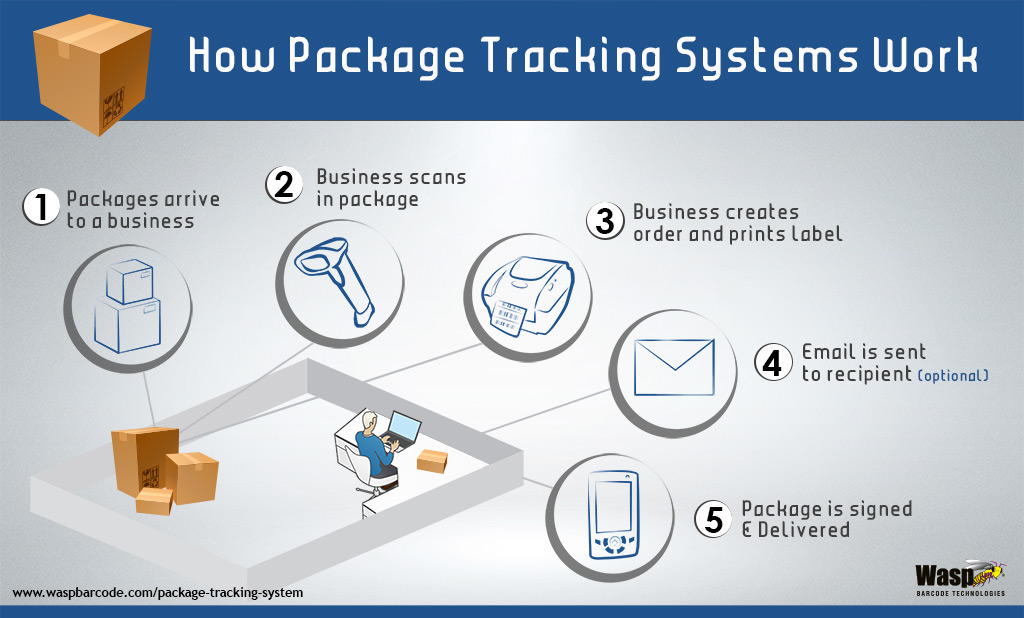 How Package Tracking Systems Work
1
Packages arrive
to a business
2
Business scans
in package
3
Business creates
order and prints label
4
Email is sent
to recipient (optional)
5
Package is signed
& Delivered
www.waspbarcode.com/package-tracking-system
Wasp
BARCODE TECHNOLOGIES